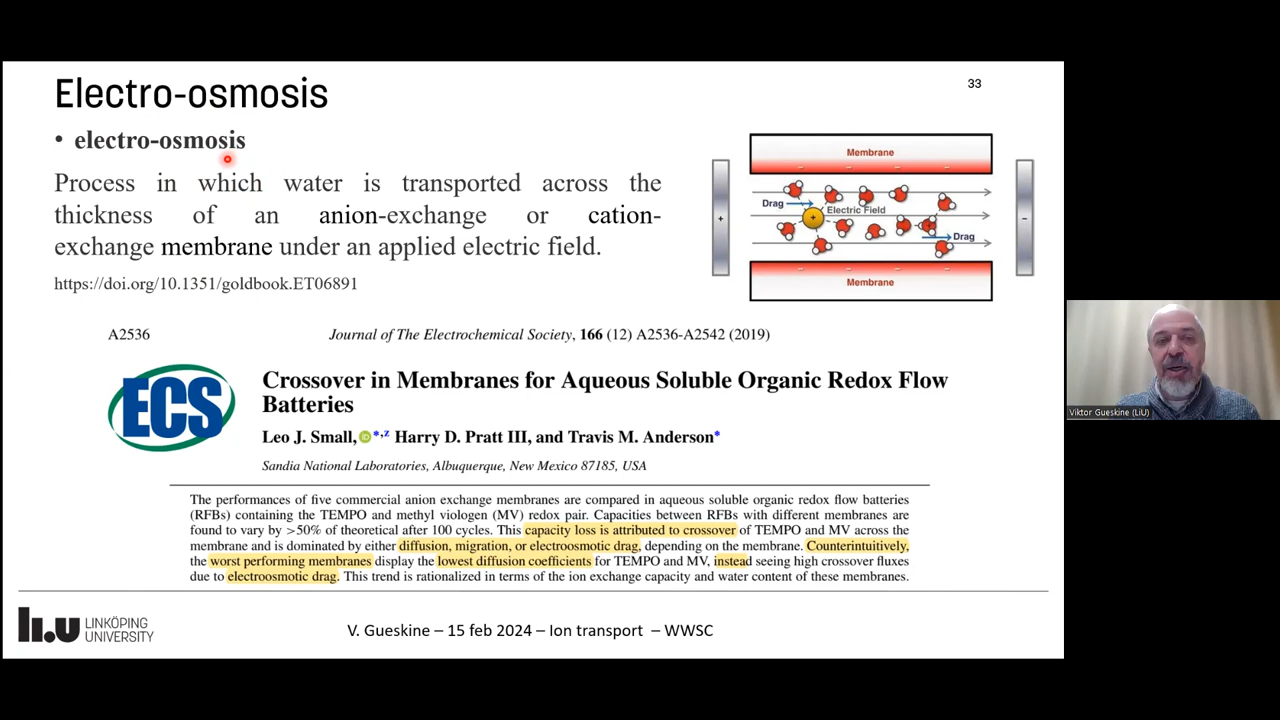 Electro-osmosis
33
• electro-osmosis
Process in which water is transported across the
thickness of an anion-exchange or cation-
exchange membrane under an applied electric field.
https://doi.org/10.1351/goldbook.ET06891
Membrane
Drag
Electric Field
+
+
-
Drag
Membrane
A2536
Journal of The Electrochemical Society, 166 (12) A2536-A2542 (2019)
ECS
Crossover in Membranes for Aqueous Soluble Organic Redox Flow
Batteries
Leo J. Small, iD *,z Harry D. Pratt III, and Travis M. Anderson*
Sandia National Laboratories, Albuquerque, New Mexico 87185, USA
The performances of five commercial anion exchange membranes are compared in aqueous soluble organic redox flow batteries
(RFBs) containing the TEMPO and methyl viologen (MV) redox pair. Capacities between RFBs with different membranes are
found to vary by >50% of theoretical after 100 cycles. This capacity loss is attributed to crossover of TEMPO and MV across the
membrane and is dominated by either diffusion, migration, or electroosmotic drag, depending on the membrane. Counterintuitively,
the worst performing membranes display the lowest diffusion coefficients for TEMPO and MV, instead seeing high crossover fluxes
due to electroosmotic drag. This trend is rationalized in terms of the ion exchange capacity and water content of these membranes.
li.u LINKÖPING
UNIVERSITY
V. Gueskine – 15 feb 2024 – Ion transport – WWSC
Viktor Gueskine (LiU)